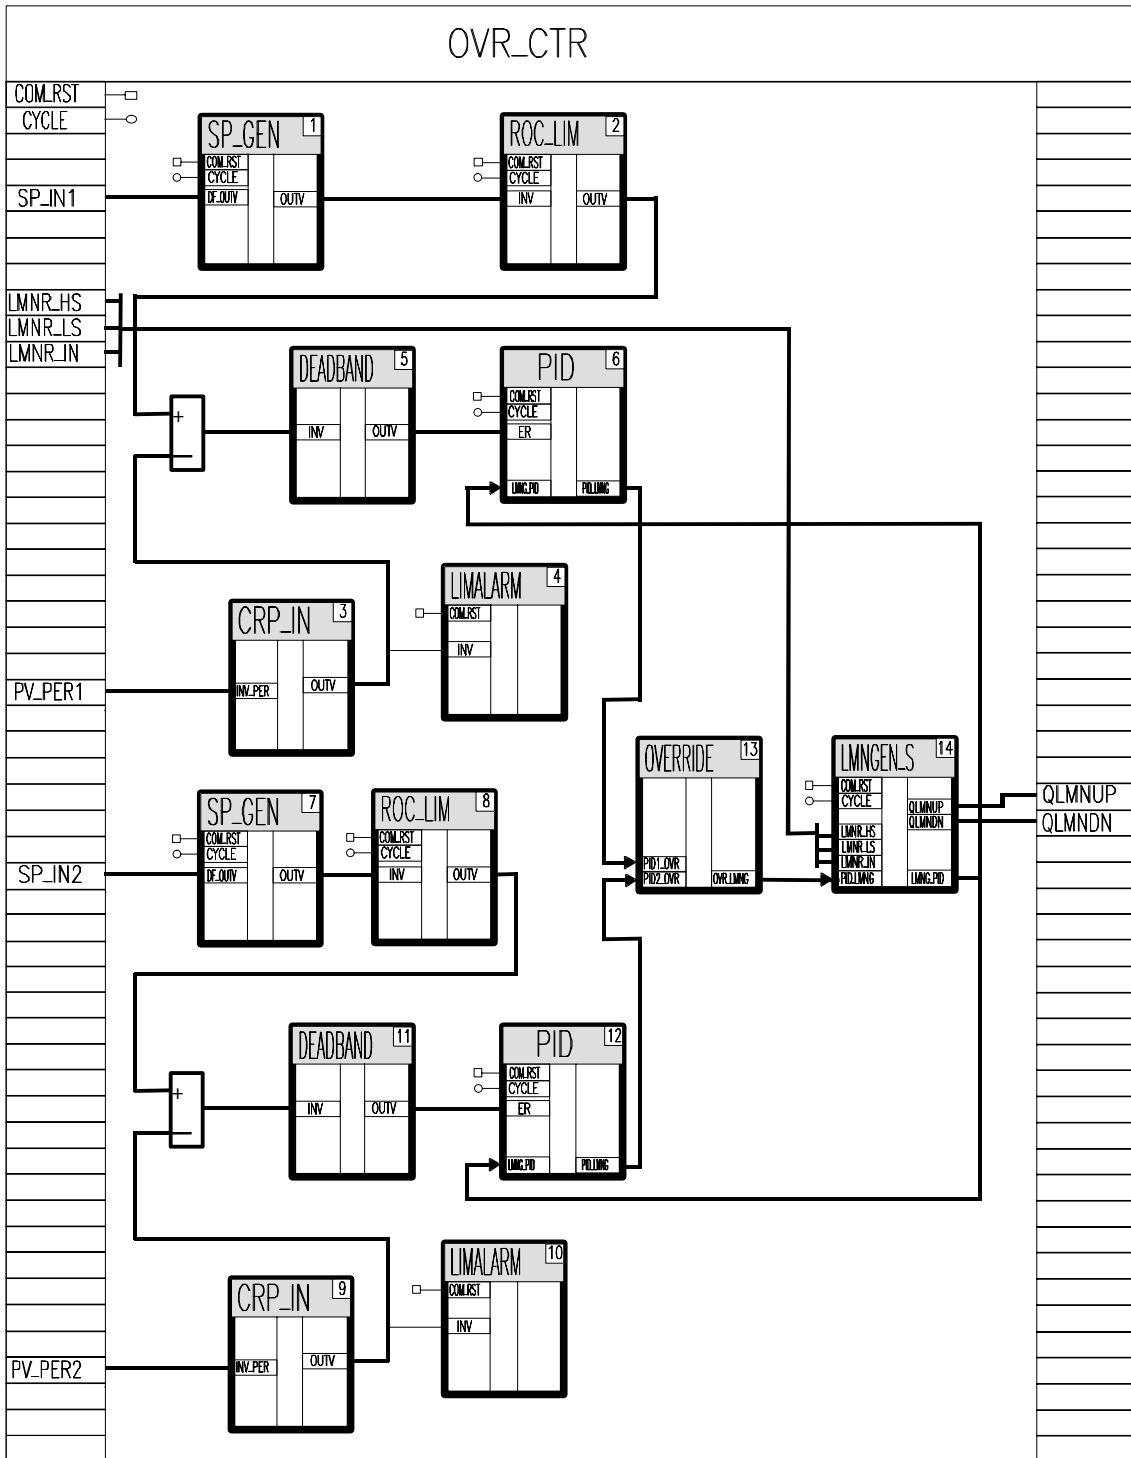 OVR_CTR
COM_RST
CYCLE
SP_IN1
LMNR_HS
LMNR_LS
LMNR_IN
PV_PER1
SP_IN2
PV_PER2
SP_GEN 1
COM_RST
CYCLE
DF_OUTV OUTV
ROC_LIM 2
COM_RST
CYCLE
INV OUTV
DEADBAND 5
INV OUTV
PID 6
COM_RST
CYCLE
ER
LMNG_PID PID_LMNG
+
−
CRP_IN 3
INV_PER OUTV
LIMALARM 4
COM_RST
INV
OVERRIDE 13
PID1_OVR
PID2_OVR OVR_LMNG
LMNGEN_S 14
COM_RST
CYCLE
QLMNUP
QLMNDN
LMNR_HS
LMNR_LS
LMNR_IN
PID_LMNG LMNG_PID
QLMNUP
QLMNDN
SP_GEN 7
COM_RST
CYCLE
DF_OUTV OUTV
ROC_LIM 8
COM_RST
CYCLE
INV OUTV
DEADBAND 11
INV OUTV
PID 12
COM_RST
CYCLE
ER
LMNG_PID PID_LMNG
+
−
CRP_IN 9
INV_PER OUTV
LIMALARM 10
COM_RST
INV